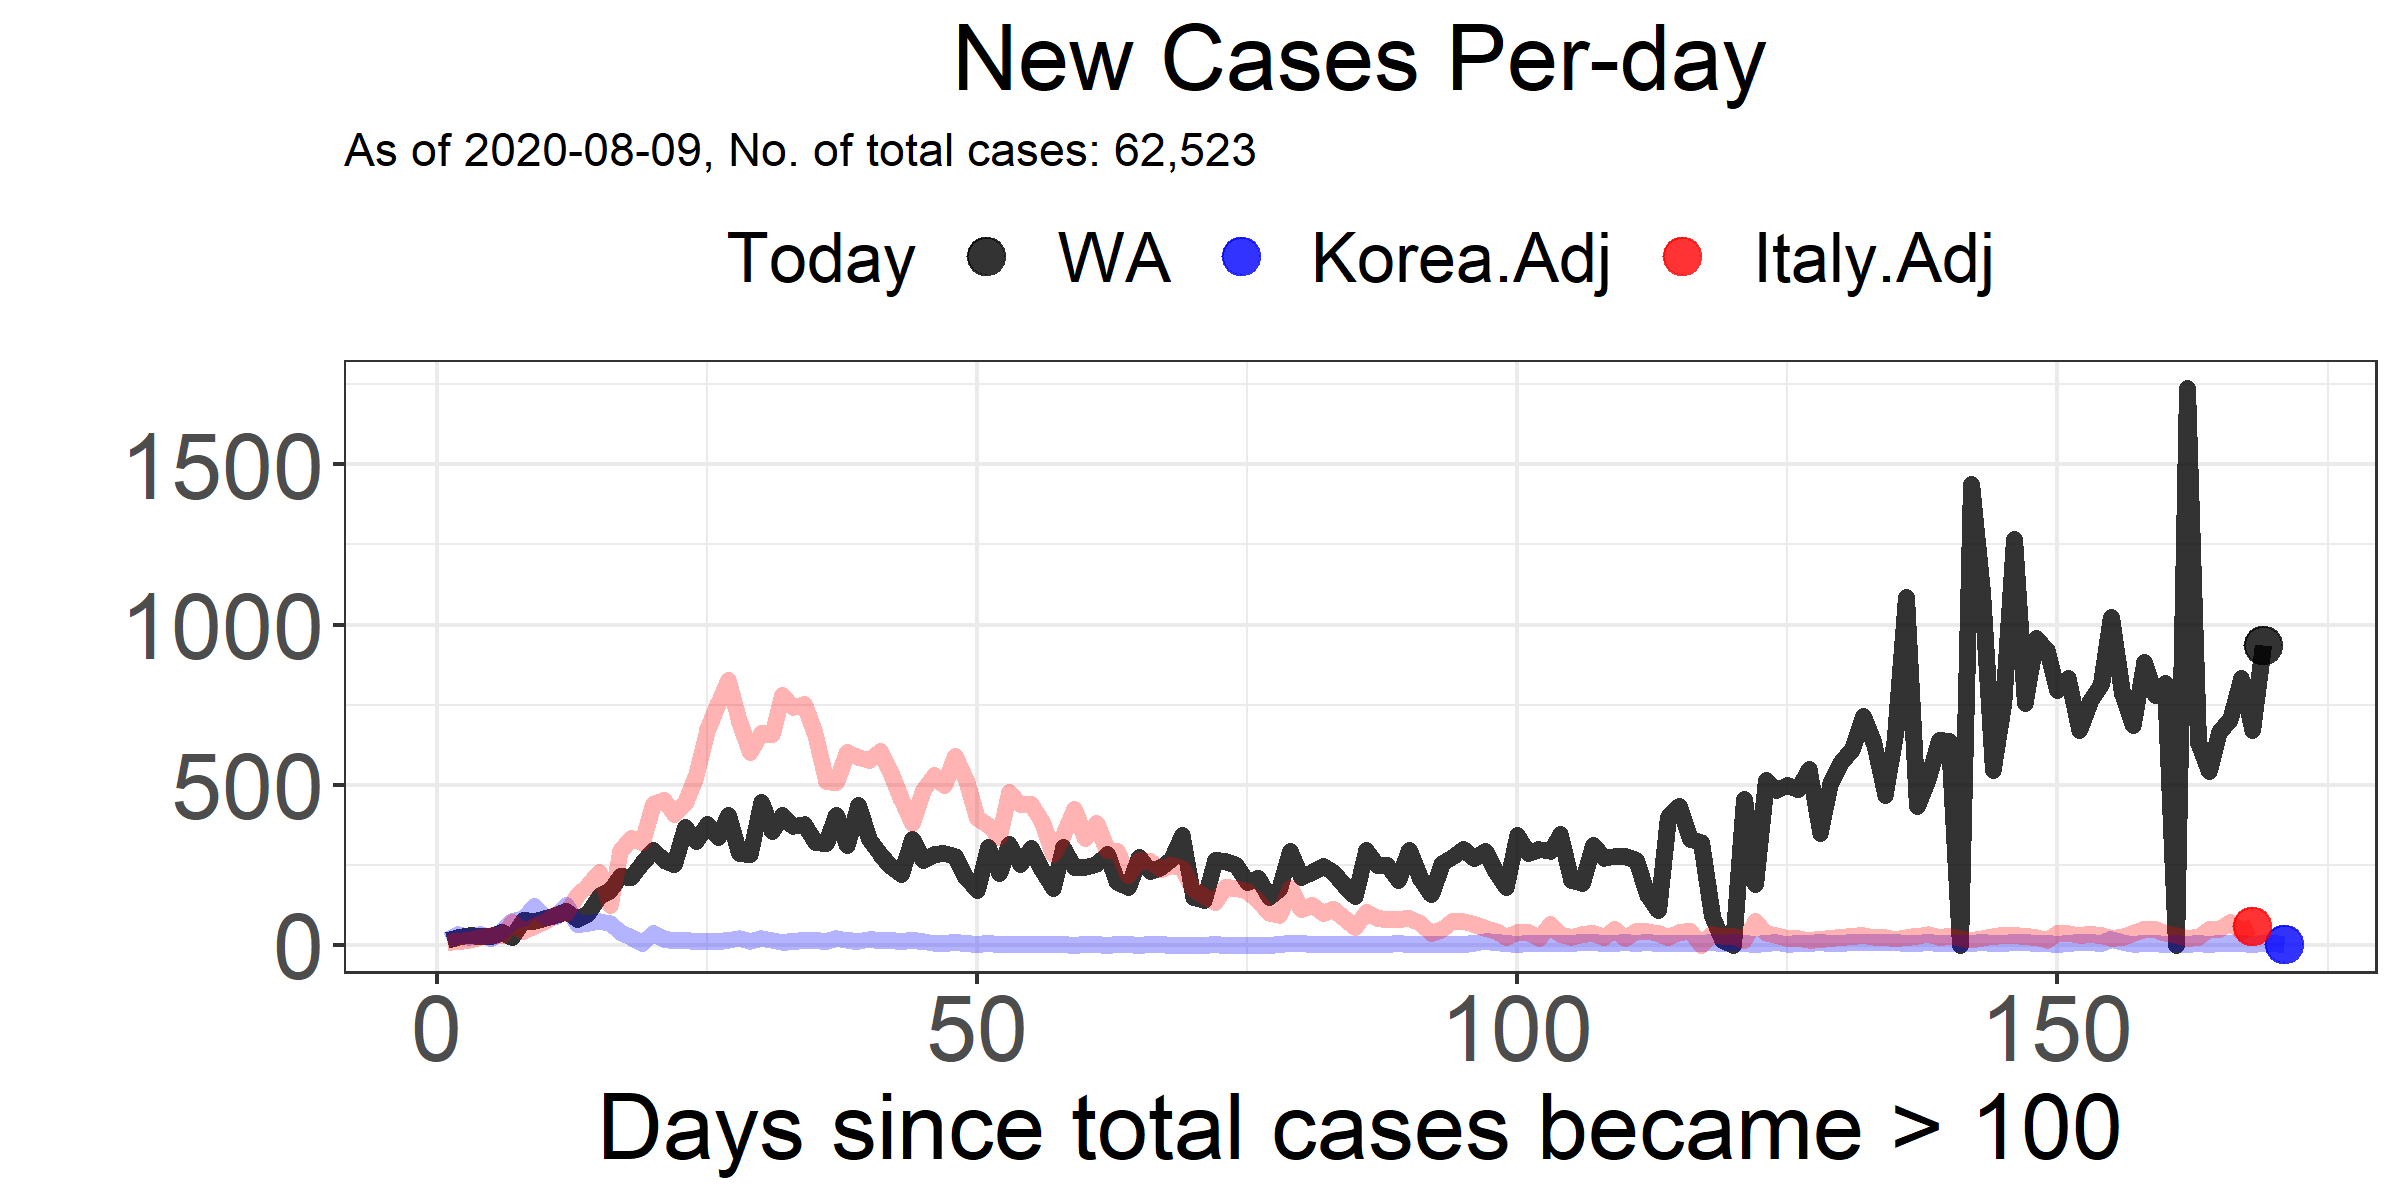 New Cases Per-day
As of 2020-08-09, No. of total cases: 62,523
Today WA Korea.Adj Italy.Adj
1500
1000
500
0
0 50 100 150
Days since total cases became > 100